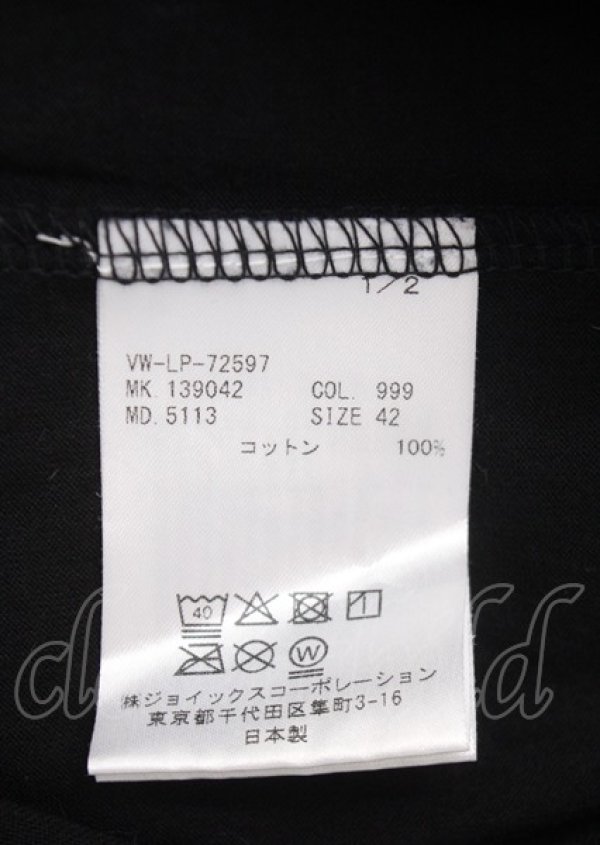 1/2
VW-LP-72597
MK. 139042 COL. 999
MD. 5113 SIZE 42
コットン 100%
40 1
W
㈱ジョイックスコーポレーション
東京都千代田区隼町3-16
日本製